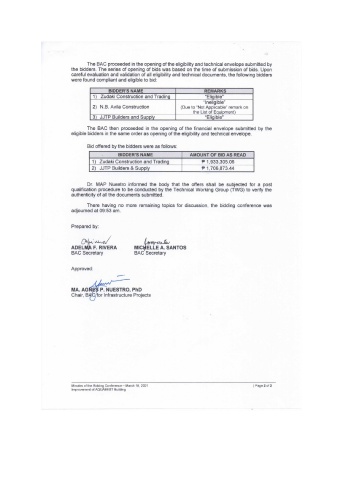 The BAC proceeded in the opening of the eligibility and technical envelope submitted by
the bidders. The series of opening of bids was based on the time of submission of bids. Upon
careful evaluation and validation of all eligibility and technical documents, the following bidders
were found compliant and eligible to bid:
BIDDER'S NAME REMARKS
1) Zudaki Construction and Trading "Eligible"
2) N.B. Avila Construction "Ineligible"
(Due to "Not Applicable" remark on
the List of Equipment)
3) JJTP Builders and Supply "Eligible"
The BAC then proceeded in the opening of the financial envelope submitted by the
eligible bidders in the same order as opening of the eligibility and technical envelope.
Bid offered by the bidders were as follows:
BIDDER'S NAME AMOUNT OF BID AS READ
1) Zudaki Construction and Trading ₱ 1,933,305.08
2) JJTP Builders & Supply ₱ 1,706,873.44
Dr. MAP Nuestro informed the body that the offers shall be subjected for a post
qualification procedure to be conducted by the Technical Working Group (TWG) to verify the
authenticity of all the documents submitted.
There having no more remaining topics for discussion, the bidding conference was
adjourned at 09:53 am.
Prepared by:
ADELMA F. RIVERA MICHELLE A. SANTOS
BAC Secretary BAC Secretary
Approved:
MA. AGNES P. NUESTRO, PhD
Chair, BAC for Infrastructure Projects
Minutes of the Bidding Conference – March 16, 2021 | Page 2 of 2
Improvement of Building